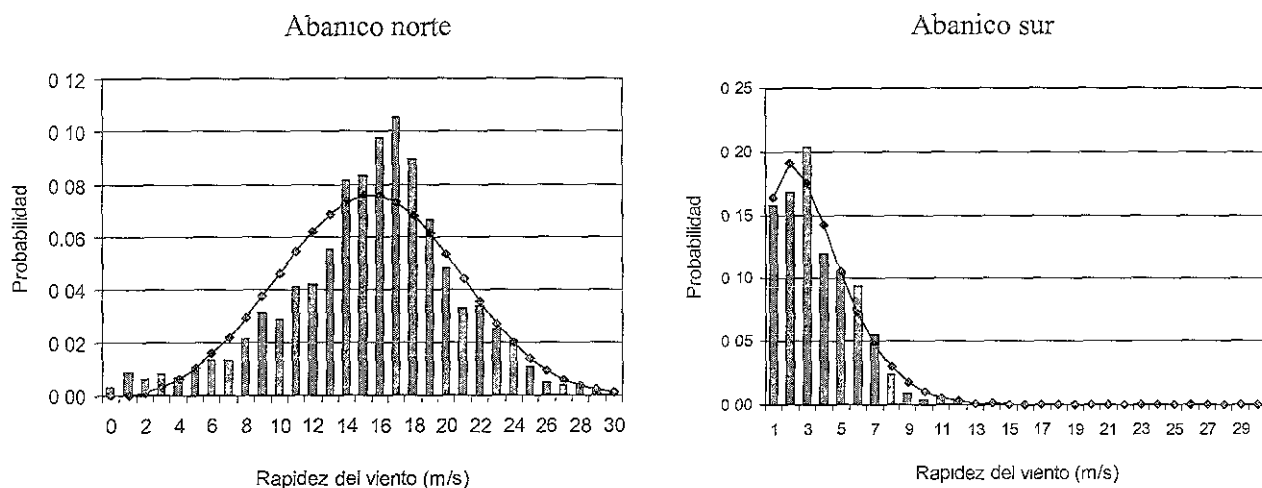 Abanico norte
0 12
0 10
0 08
0.06
0 04
0 02
0 00
Probabilidad
0 2 4 6 8 10 12 14 16 18 20 22 24 26 28 30
Rapidez del viento (m/s)
Abanico sur
0 25
0 20
0 15
0 10
0 05
0 00
Probabilidad
1 3 5 7 9 11 13 15 17 19 21 23 25 27 29
Rapidez del viento (m/s)